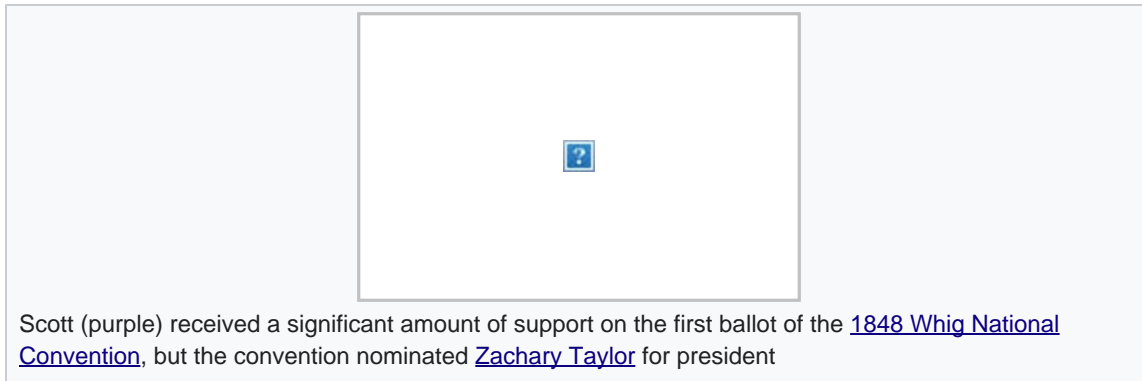 Scott (purple) received a significant amount of support on the first ballot of the 1848 Whig National
Convention, but the convention nominated Zachary Taylor for president